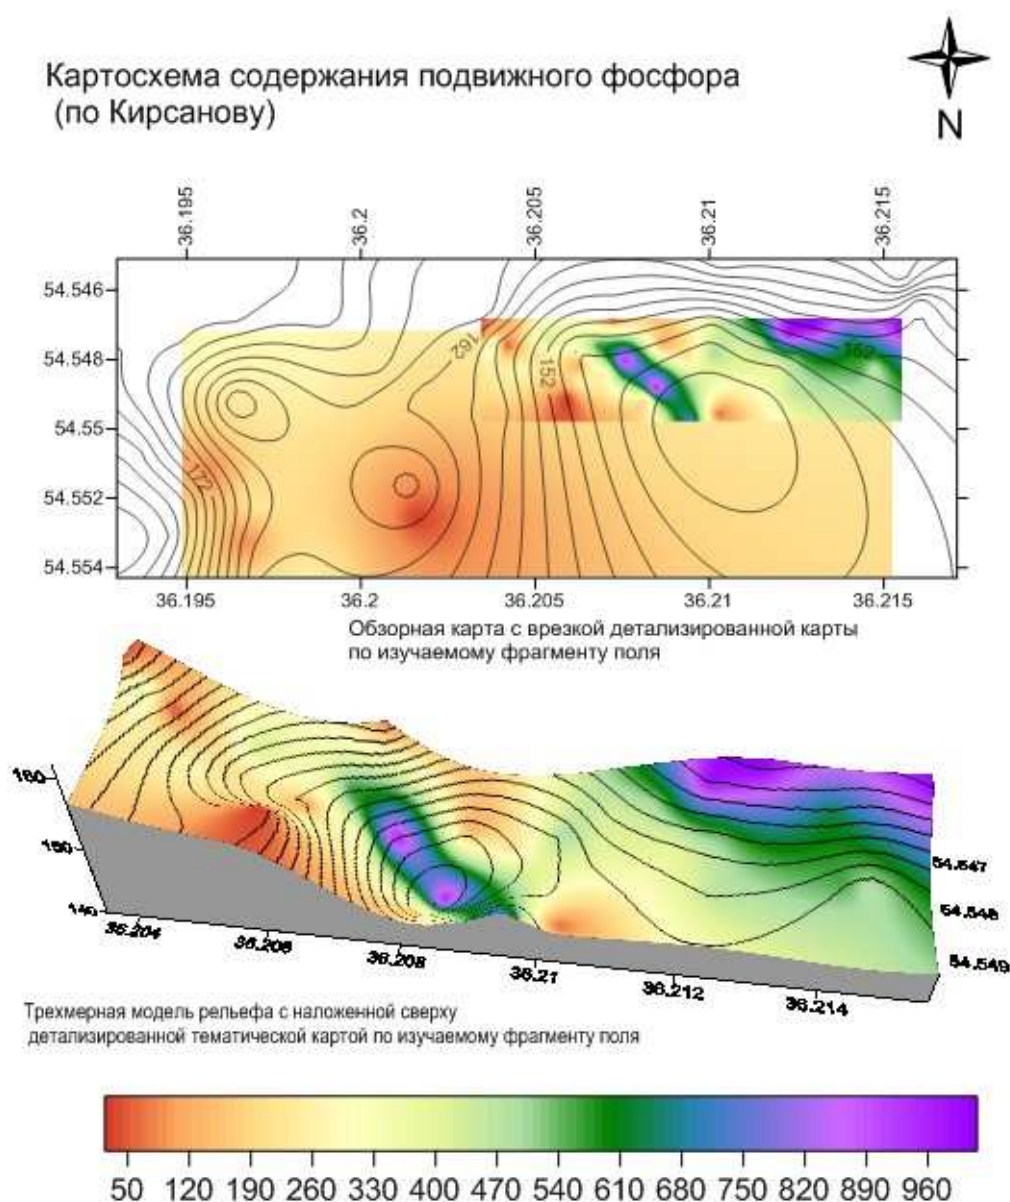 Картосхема содержания подвижного фосфора
(по Кирсанову)
N
36.195 36.2 36.205 36.21 36.215
54.546
54.548
54.55
54.552
54.554
162
152
152
172
36.195 36.2 36.205 36.21 36.215
Обзорная карта с врезкой детализированной карты
по изучаемому фрагменту поля
160
150
140
36.204 36.206 36.208 36.21 36.212 36.214
54.547
54.548
54.549
Трехмерная модель рельефа с наложенной сверху
детализированной тематической картой по изучаемому фрагменту поля
50 120 190 260 330 400 470 540 610 680 750 820 890 960